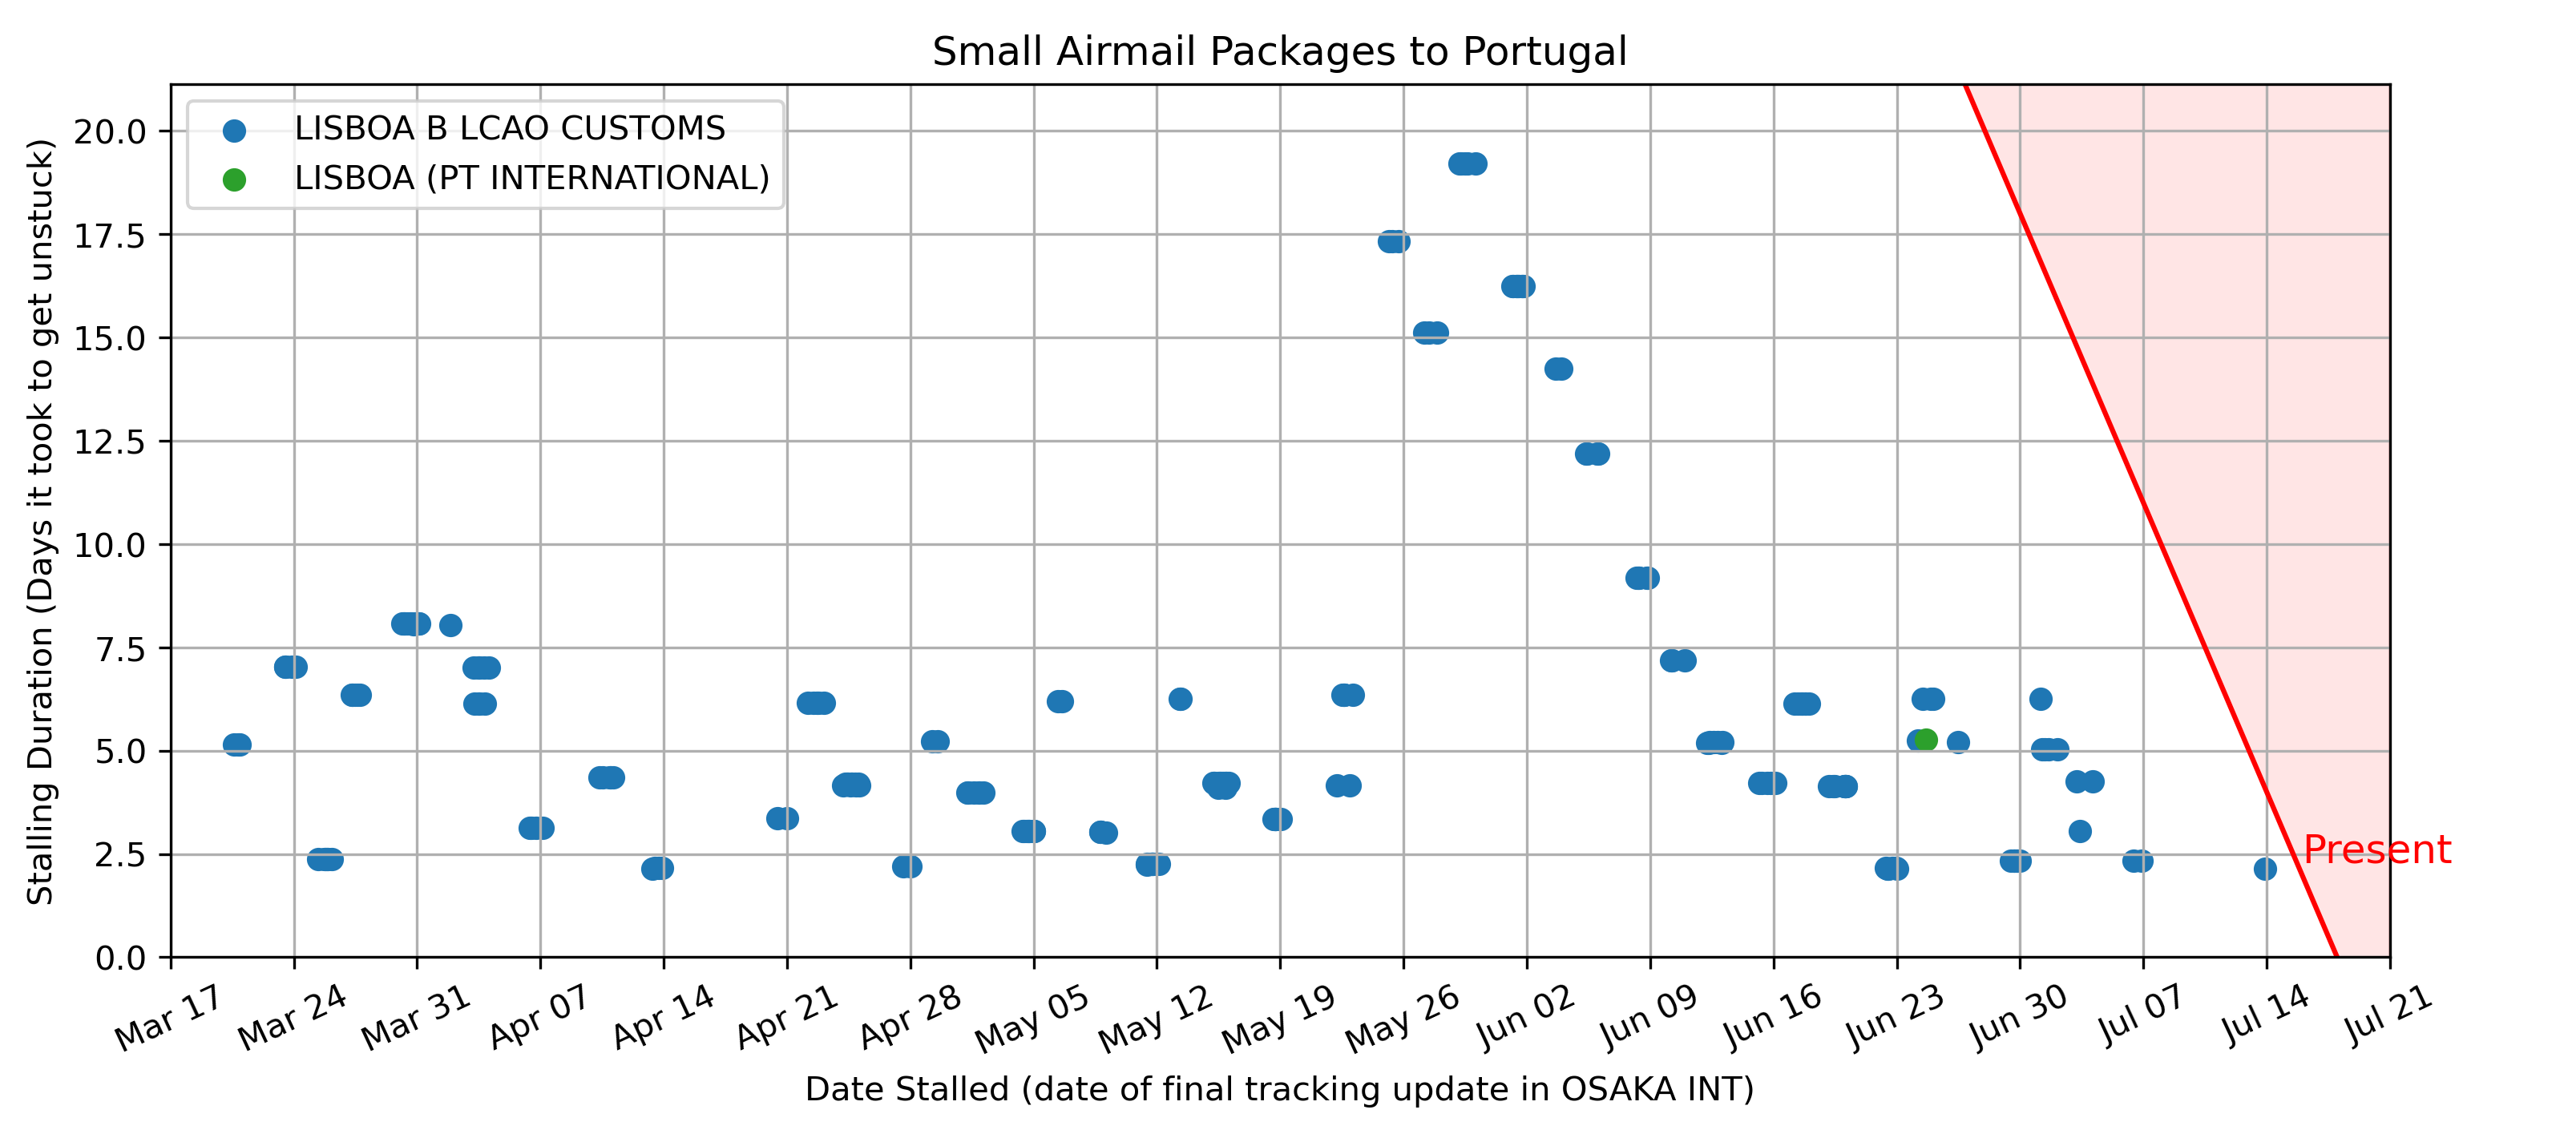 Small Airmail Packages to Portugal
LISBOA B LCAO CUSTOMS
LISBOA (PT INTERNATIONAL)
Stalling Duration (Days it took to get unstuck)
20.0
17.5
15.0
12.5
10.0
7.5
5.0
2.5
0.0
Present
Mar 17 Mar 24 Mar 31 Apr 07 Apr 14 Apr 21 Apr 28 May 05 May 12 May 19 May 26 Jun 02 Jun 09 Jun 16 Jun 23 Jun 30 Jul 07 Jul 14 Jul 21
Date Stalled (date of final tracking update in OSAKA INT)